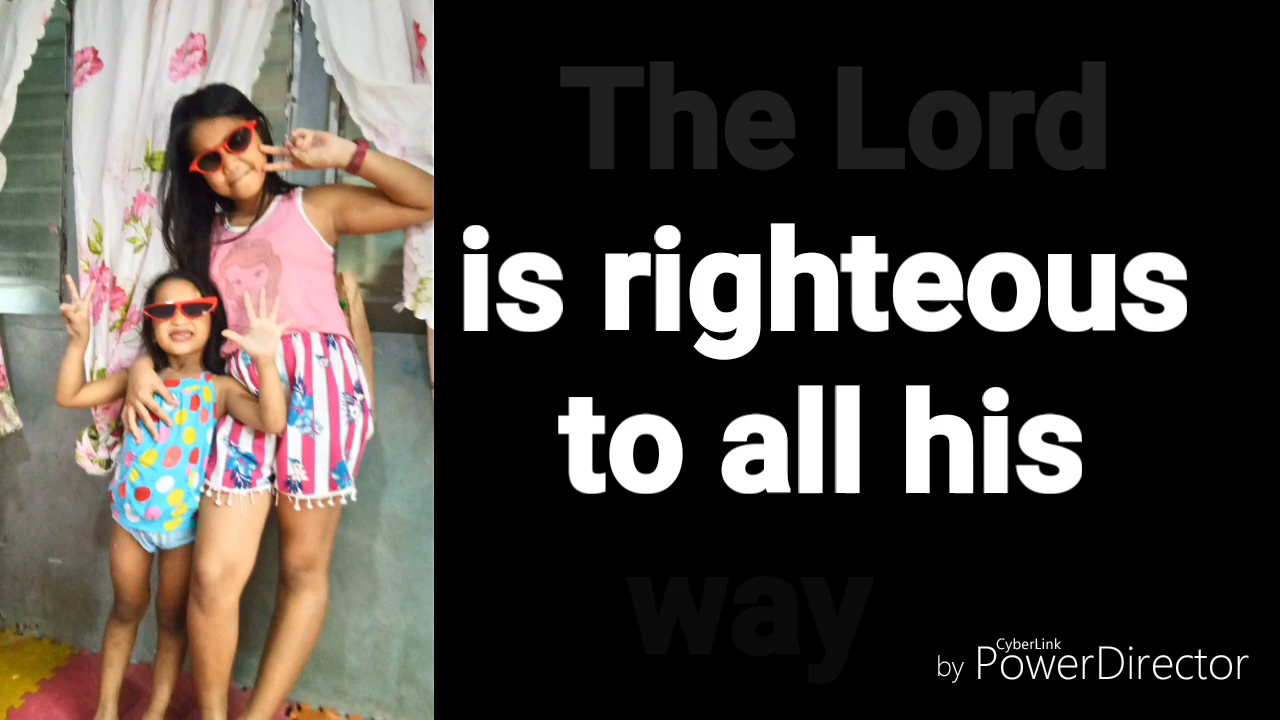 The Lord
is righteous
to all his
way
by CyberLink PowerDirector